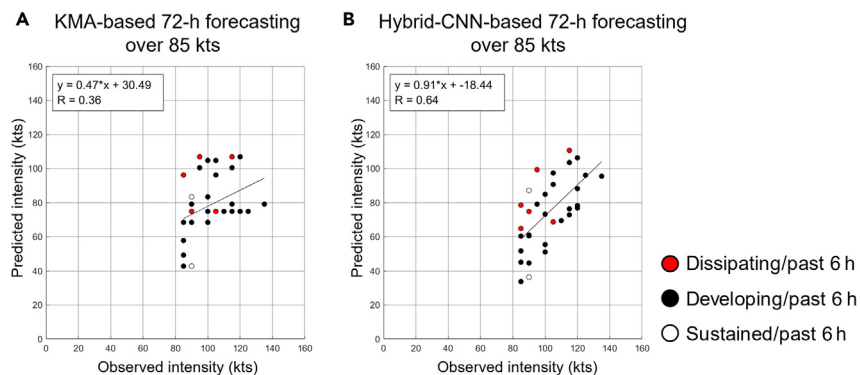 A KMA-based 72-h forecasting
over 85 kts
y = 0.47*x + 30.49
R = 0.36
160
140
120
100
80
60
40
20
0
0 20 40 60 80 100 120 140 160
Predicted intensity (kts)
Observed intensity (kts)
B Hybrid-CNN-based 72-h forecasting
over 85 kts
y = 0.91*x + -18.44
R = 0.64
160
140
120
100
80
60
40
20
0
0 20 40 60 80 100 120 140 160
Predicted intensity (kts)
Observed intensity (kts)
Dissipating/past 6 h
Developing/past 6 h
Sustained/past 6 h